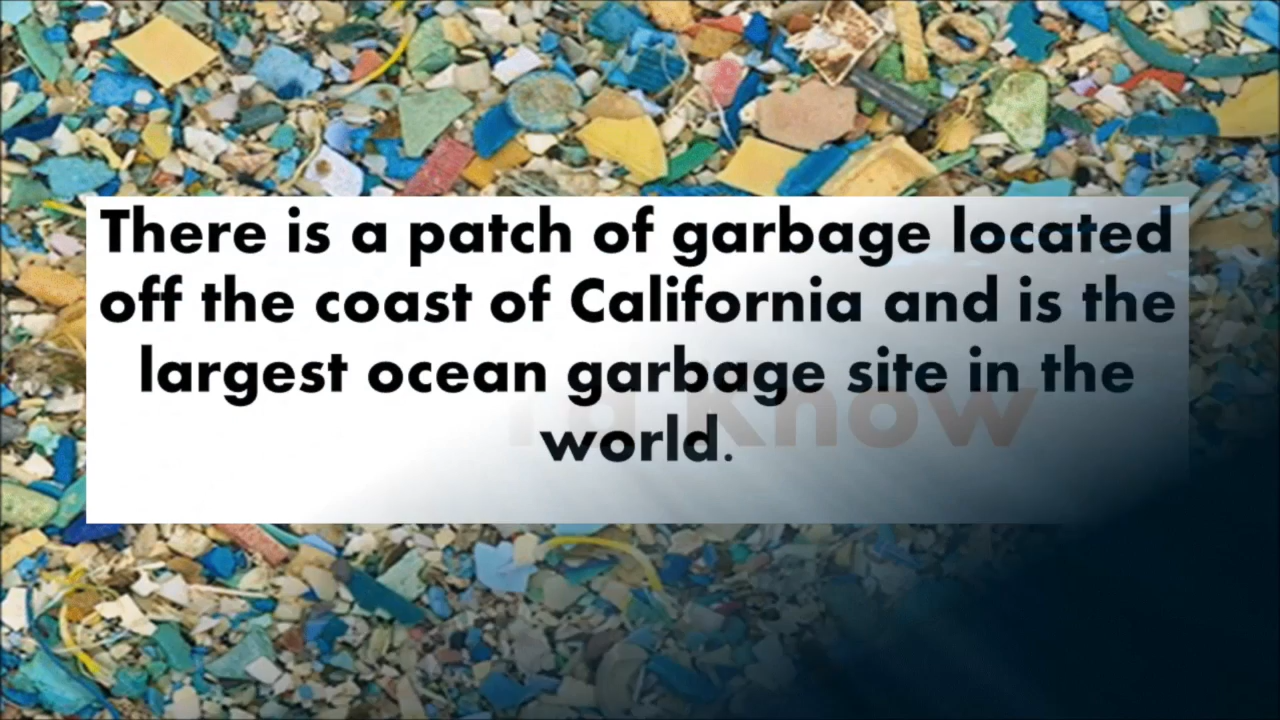 There is a patch of garbage located
off the coast of California and is the
largest ocean garbage site in the
world.
Know